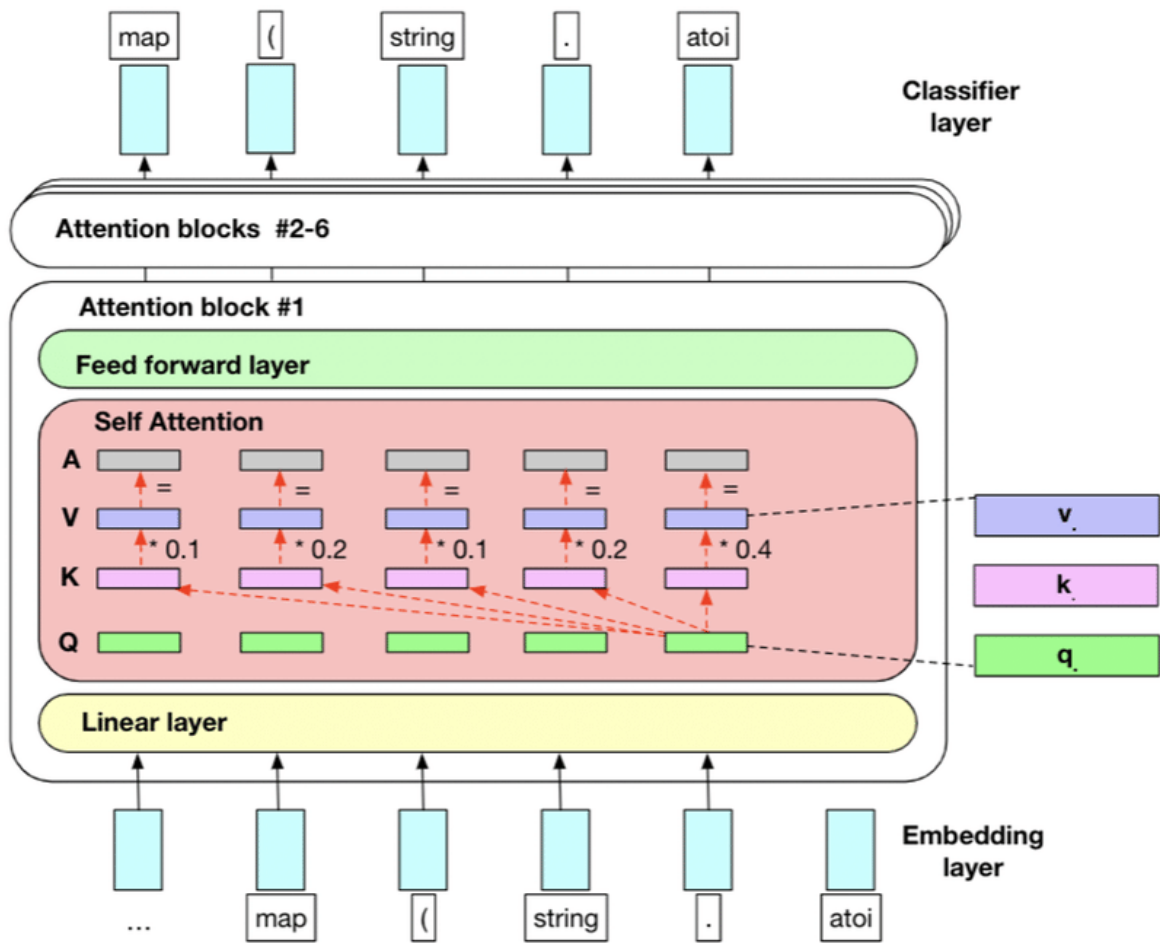 map ( string . atoi
Classifier
layer
Attention blocks #2-6
Attention block #1
Feed forward layer
Self Attention
A
= = = = =
V
v.
* 0.1 * 0.2 * 0.1 * 0.2 * 0.4
K
k.
Q
q.
Linear layer
Embedding
layer
... map ( string . atoi